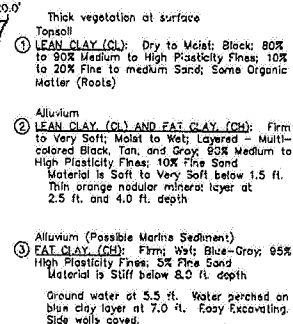 20.0'
Thick vegetation at surface
Topsoil
1 LEAN CLAY (CL): Dry to Moist; Black; 80%
to 90% Medium to High Plasticity Fines; 10%
to 20% Fine to medium Sand; Some Organic
Matter (Roots)
Alluvium
2 LEAN CLAY, (CL) AND FAT CLAY, (CH): Firm
to Very Soft; Moist to Wet; Layered - Multi-
colored Black, Tan, and Gray; 90% Medium to
High Plasticity Fines; 10% Fine Sand
Material is Soft to Very Soft below 1.5 ft.
Thin orange nodular mineral layer at
2.5 ft. and 4.0 ft. depth
Alluvium (Possible Marine Sediment)
3 FAT CLAY, (CH): Firm; Wet; Blue-Gray; 95%
High Plasticity Fines; 5% Fine Sand
Material is Stiff below 8.0 ft. depth
Ground water at 5.5 ft. Water perched on
blue clay layer at 7.0 ft. Easy Excavating.
Side walls caved.